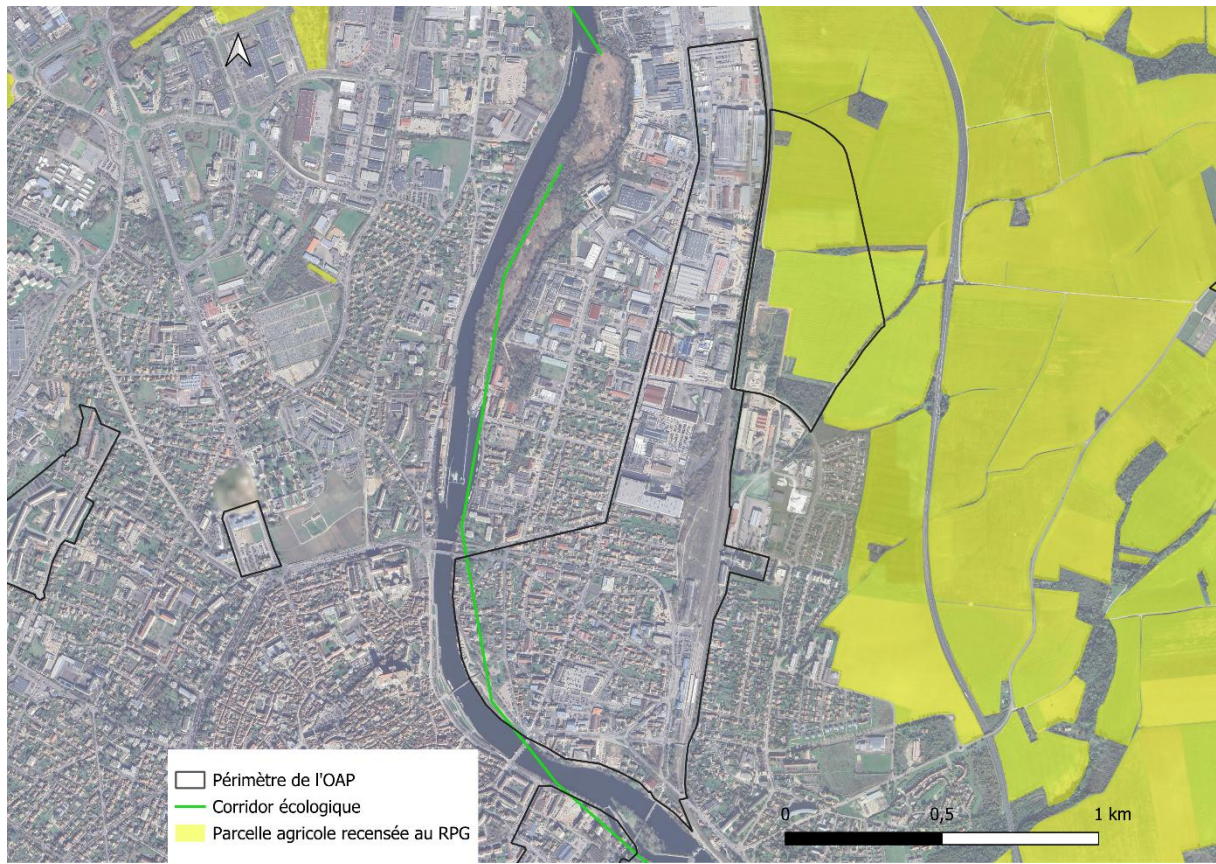 Périmètre de l'OAP
Corridor écologique
Parcelle agricole recensée au RPG
0 0,5 1 km